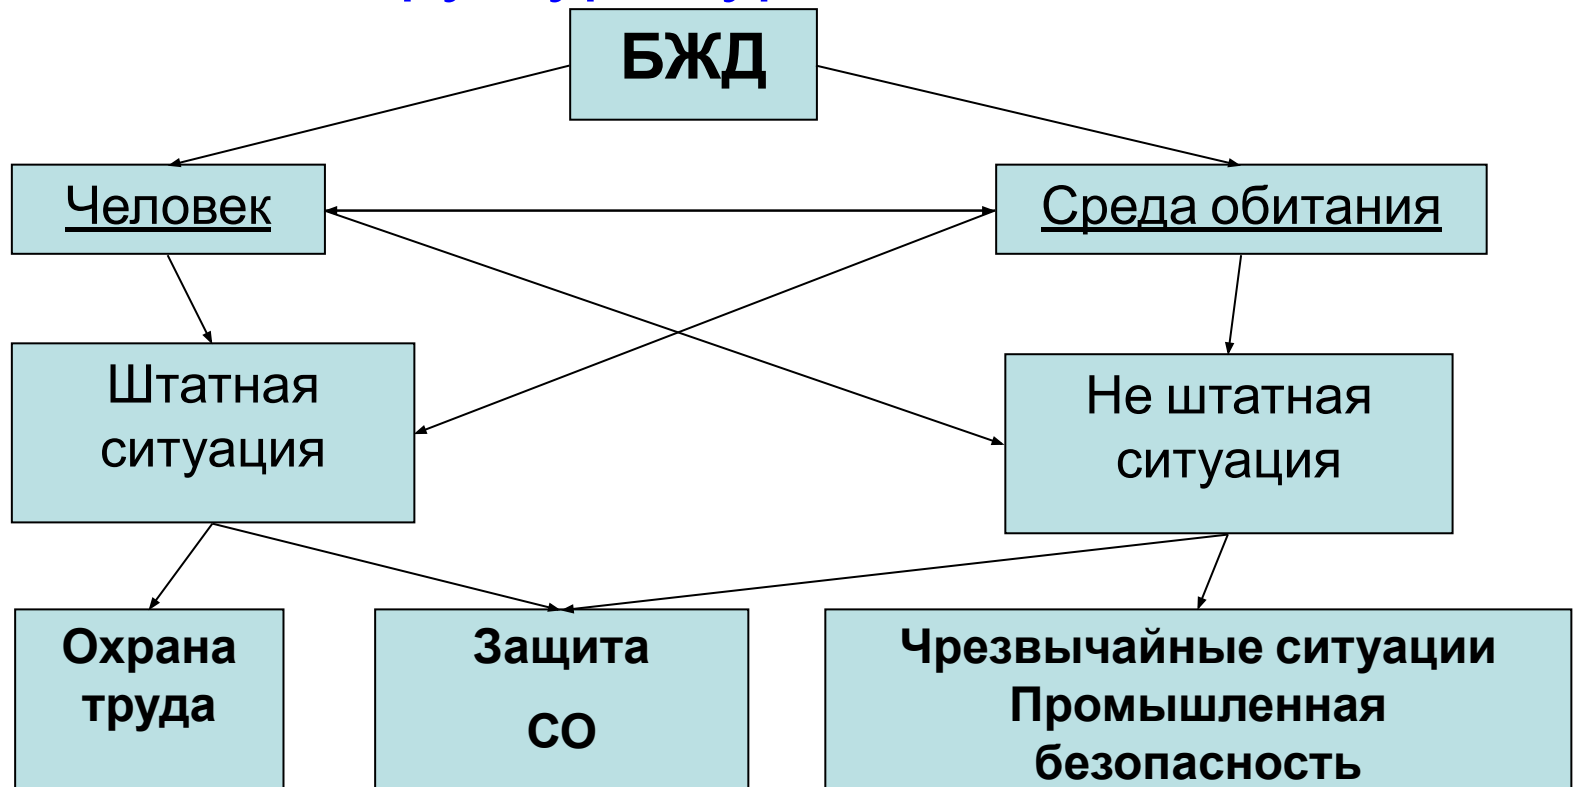 БЖД
Человек
Среда обитания
Штатная
ситуация
Не штатная
ситуация
Охрана
труда
Защита
СО
Чрезвычайные ситуации
Промышленная
безопасность